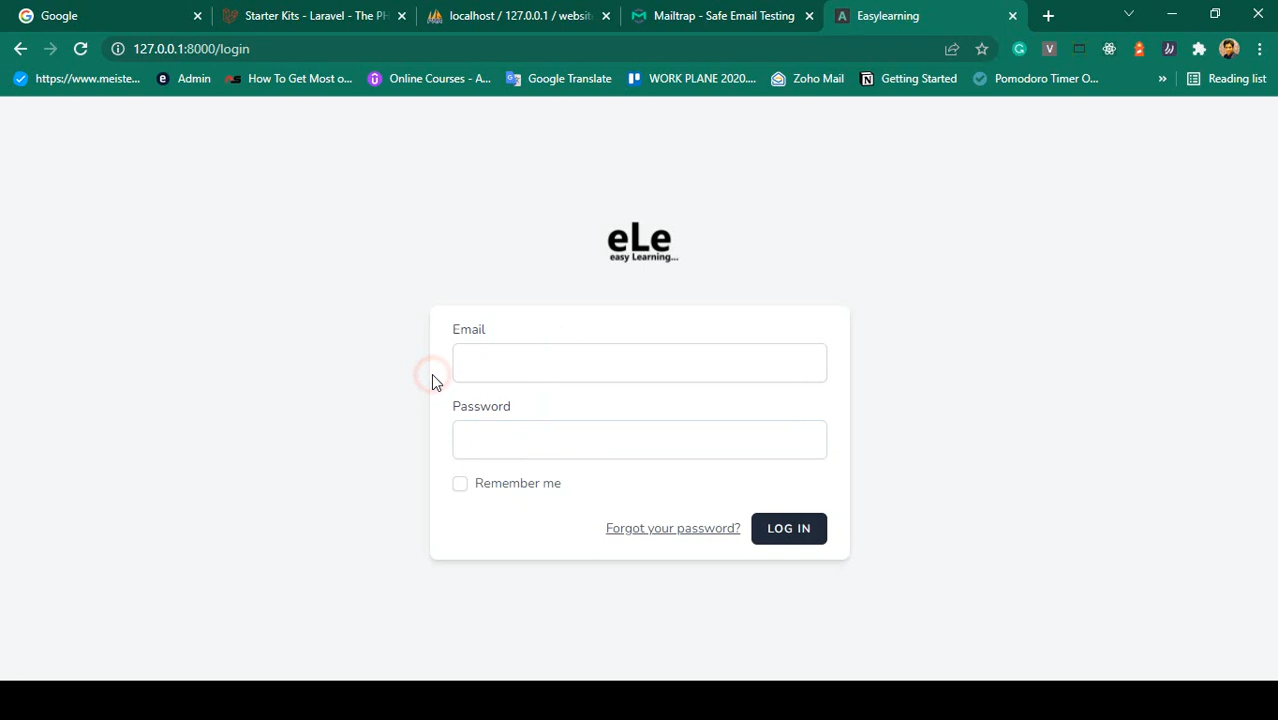 Google
Starter Kits - Laravel - The PH
localhost / 127.0.0.1 / websit
Mailtrap - Safe Email Testing
Easylearning
127.0.0.1:8000/login
https://www.meiste...
Admin
How To Get Most o...
Online Courses - A...
Google Translate
WORK PLANE 2020....
Zoho Mail
Getting Started
Pomodoro Timer O...
»
Reading list
eLe
easy Learning...
Email
Password
Remember me
Forgot your password?
LOG IN